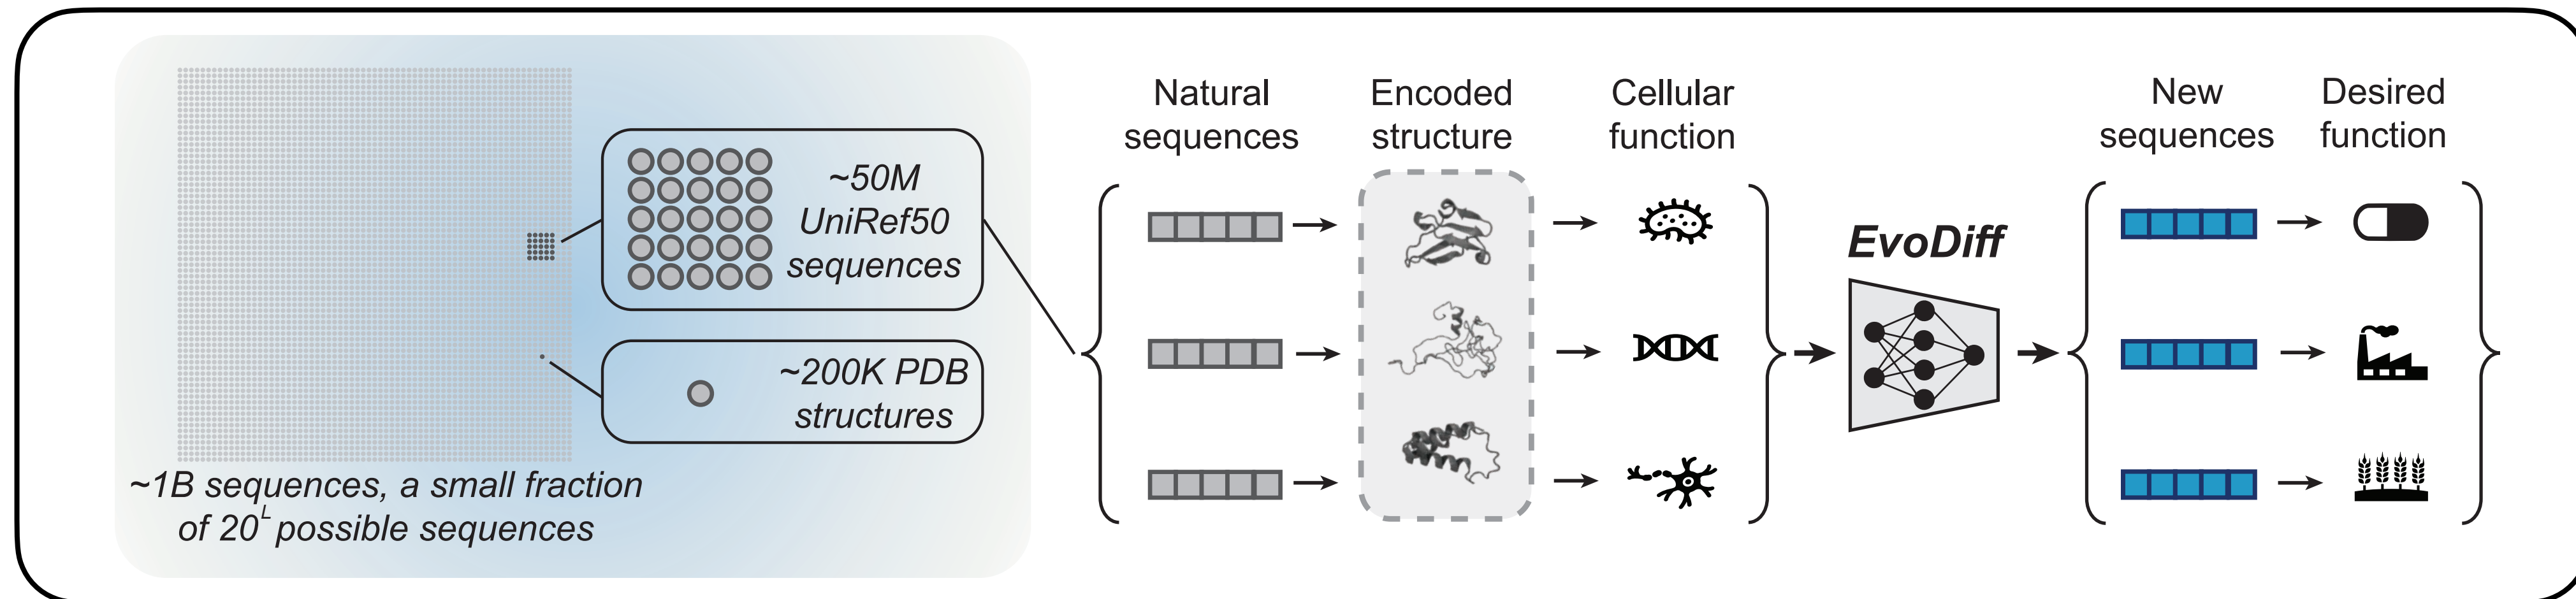 ~50M
UniRef50
sequences
~200K PDB
structures
~1B sequences, a small fraction
of 20^L possible sequences
Natural
sequences
Encoded
structure
Cellular
function
EvoDiff
New
sequences
Desired
function